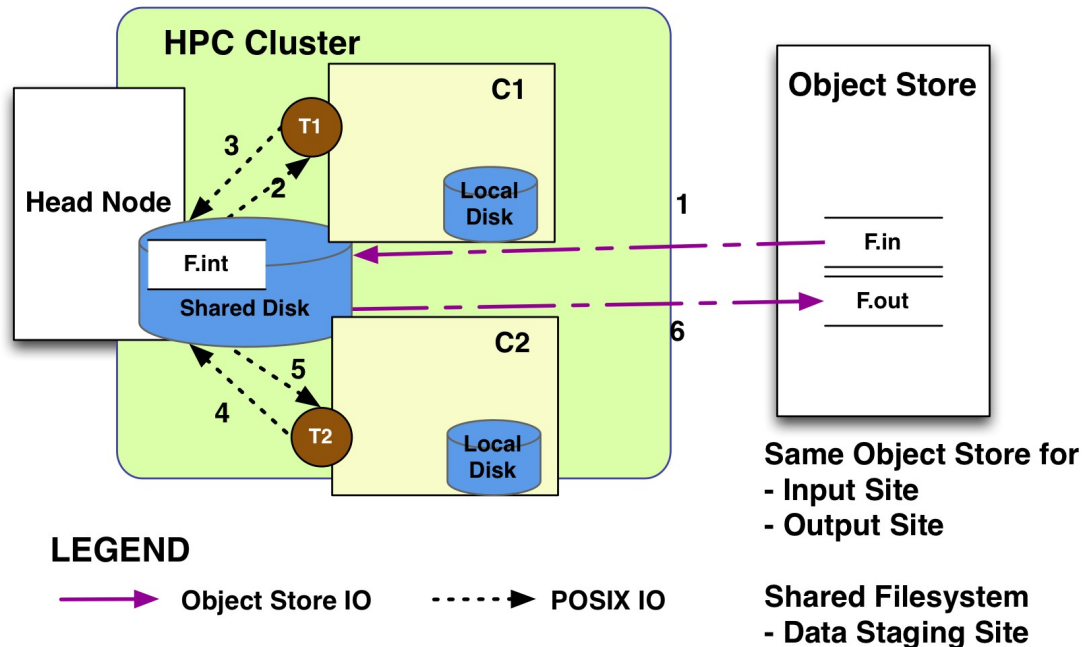 HPC Cluster
C1
Object Store
T1
3
2
Head Node
Local
Disk
1
F.in
F.int
Shared Disk
F.out
6
C2
5
4
T2
Local
Disk
Same Object Store for
- Input Site
- Output Site
LEGEND
Object Store IO
POSIX IO
Shared Filesystem
- Data Staging Site